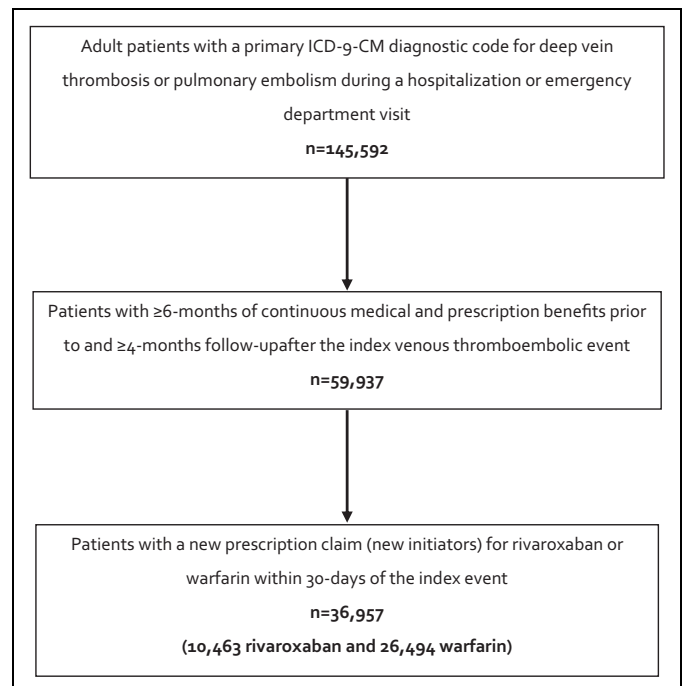 Adult patients with a primary ICD-9-CM diagnostic code for deep vein
thrombosis or pulmonary embolism during a hospitalization or emergency
department visit
n=145,592
Patients with ≥6-months of continuous medical and prescription benefits prior
to and ≥4-months follow-upafter the index venous thromboembolic event
n=59,937
Patients with a new prescription claim (new initiators) for rivaroxaban or
warfarin within 30-days of the index event
n=36,957
(10,463 rivaroxaban and 26,494 warfarin)